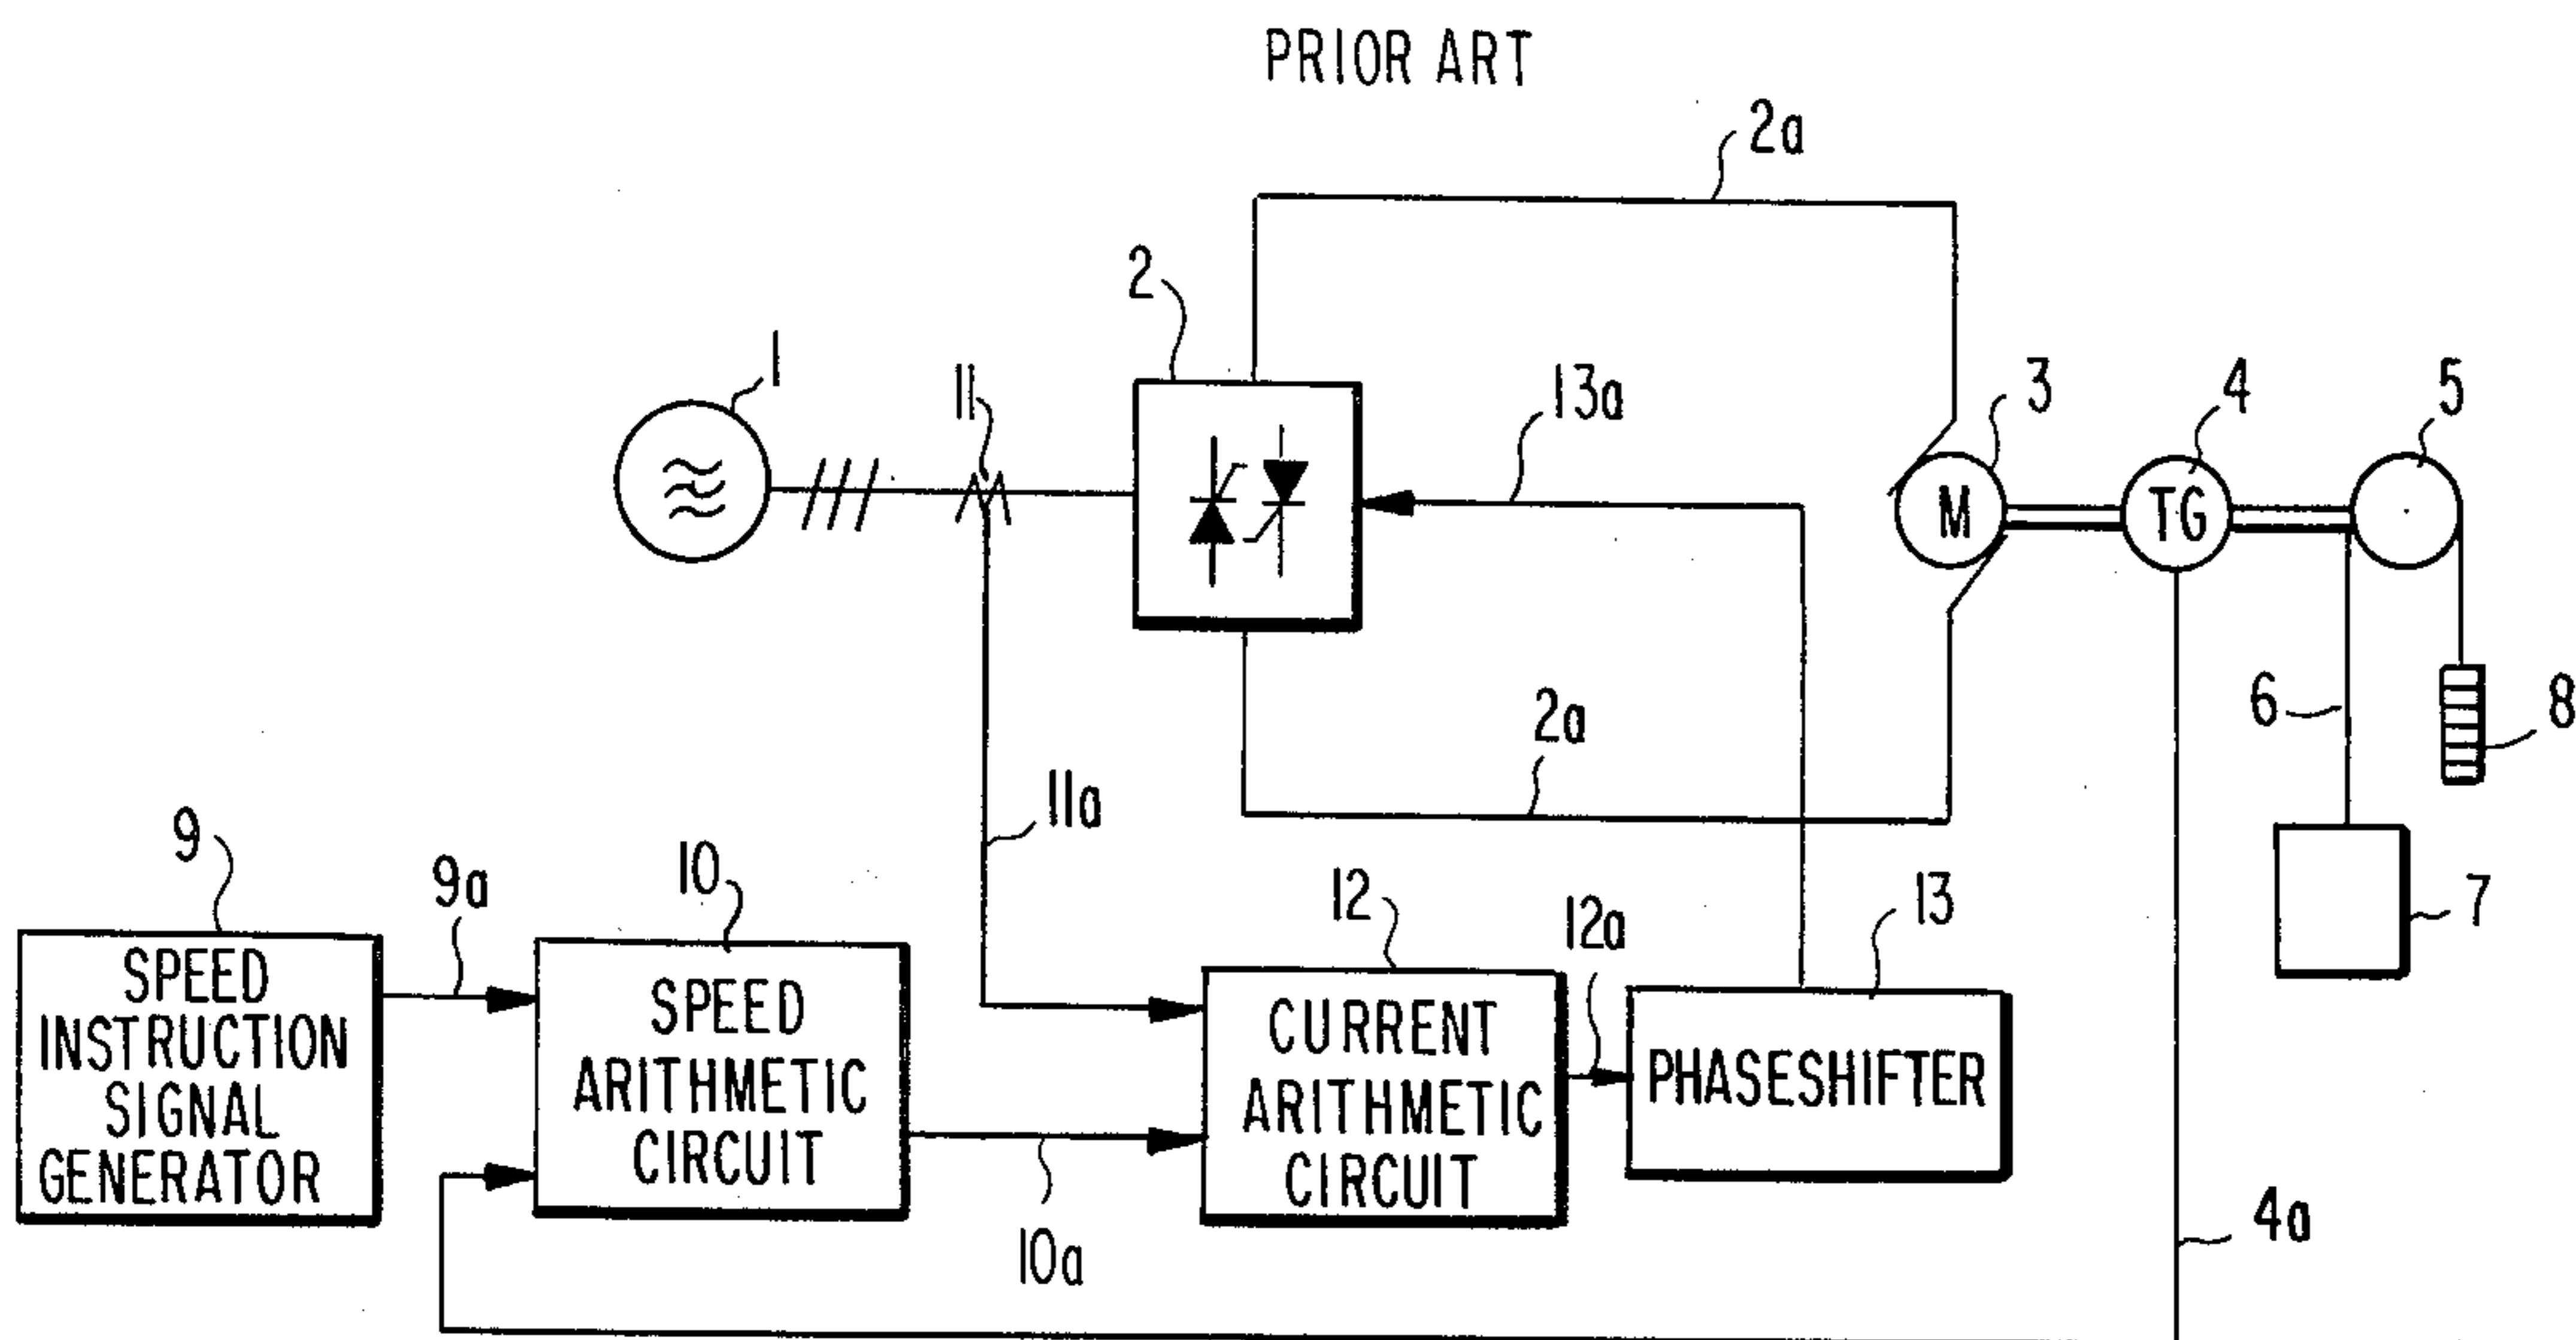 PRIOR ART
2a
2
1
11
13a
3
4
5
M
TG
6
8
2a
11a
7
9
9a
10
12
12a
13
SPEED
INSTRUCTION
SIGNAL
GENERATOR
SPEED
ARITHMETIC
CIRCUIT
CURRENT
ARITHMETIC
CIRCUIT
PHASESHIFTER
10a
4a